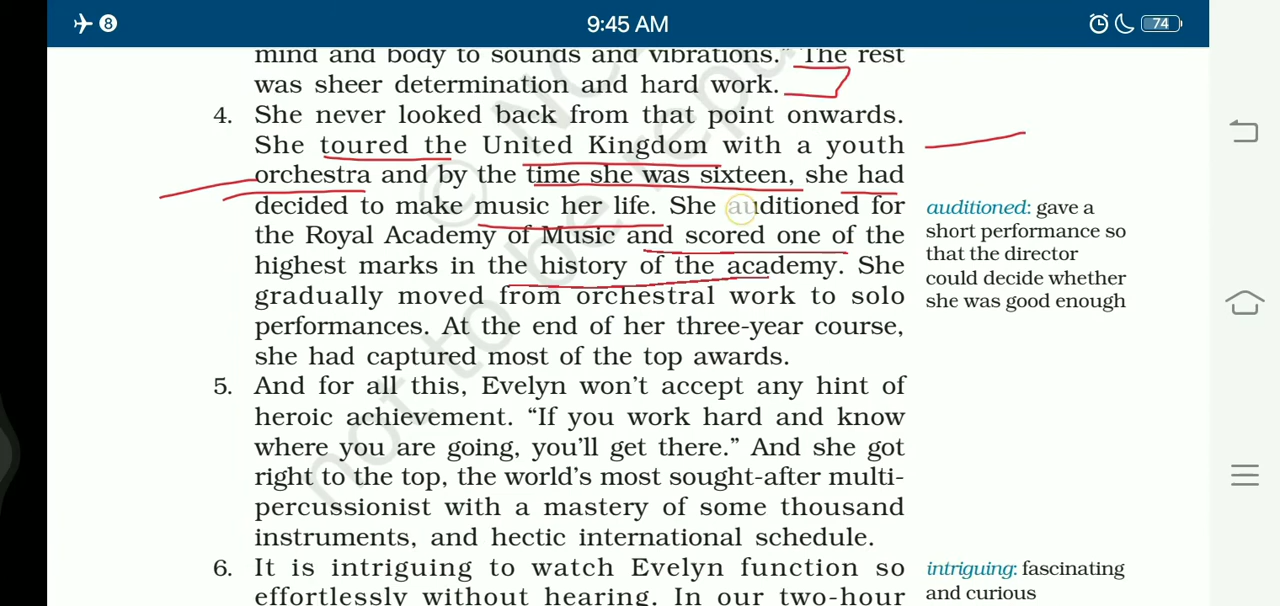 8
9:45 AM
74
mind and body to sounds and vibrations.” The rest
was sheer determination and hard work.
4. She never looked back from that point onwards.
She toured the United Kingdom with a youth
orchestra and by the time she was sixteen, she had
decided to make music her life. She auditioned for
the Royal Academy of Music and scored one of the
highest marks in the history of the academy. She
gradually moved from orchestral work to solo
performances. At the end of her three-year course,
she had captured most of the top awards.
auditioned: gave a
short performance so
that the director
could decide whether
she was good enough
5. And for all this, Evelyn won’t accept any hint of
heroic achievement. “If you work hard and know
where you are going, you’ll get there.” And she got
right to the top, the world’s most sought-after multi-
percussionist with a mastery of some thousand
instruments, and hectic international schedule.
6. It is intriguing to watch Evelyn function so
effortlessly without hearing. In our two-hour
intriguing: fascinating
and curious
not to be repu
© NC